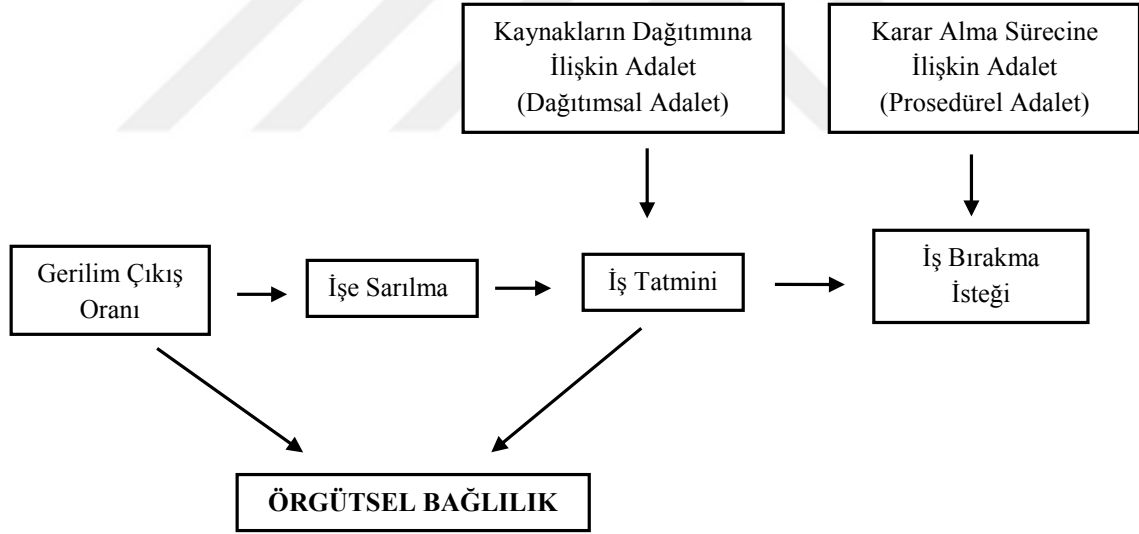 Kaynakların Dağıtımına
İlişkin Adalet
(Dağıtımsal Adalet)
Karar Alma Sürecine
İlişkin Adalet
(Prosedürel Adalet)
Gerilim Çıkış
Oranı
İşe Sarılma
İş Tatmini
İş Bırakma
İsteği
ÖRGÜTSEL BAĞLILIK